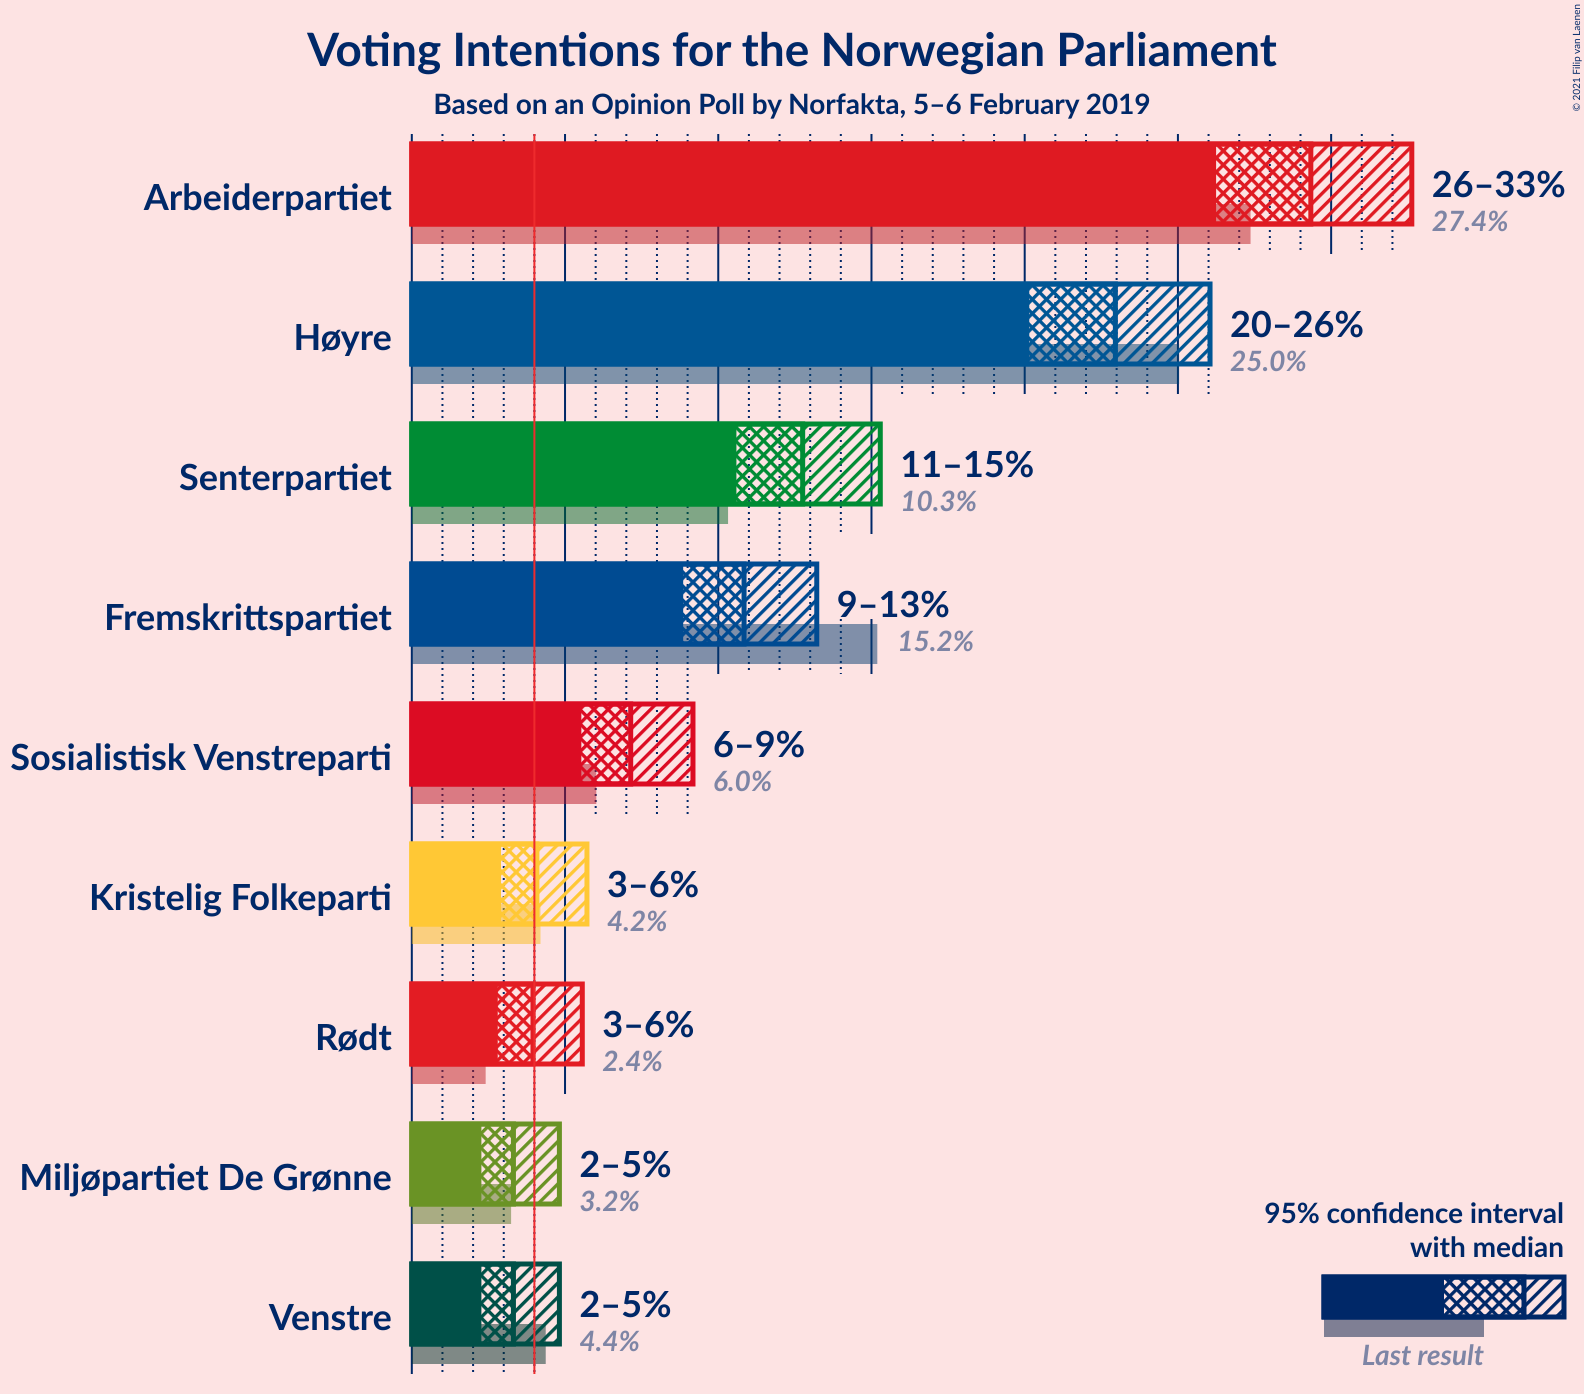 Voting Intentions for the Norwegian Parliament
Based on an Opinion Poll by Norfakta, 5–6 February 2019
© 2021 Filip van Laenen
Arbeiderpartiet
26–33%
27.4%
Høyre
20–26%
25.0%
Senterpartiet
11–15%
10.3%
Fremskrittspartiet
9–13%
15.2%
Sosialistisk Venstreparti
6–9%
6.0%
Kristelig Folkeparti
3–6%
4.2%
Rødt
3–6%
2.4%
Miljøpartiet De Grønne
2–5%
3.2%
Venstre
2–5%
4.4%
95% confidence interval
with median
Last result